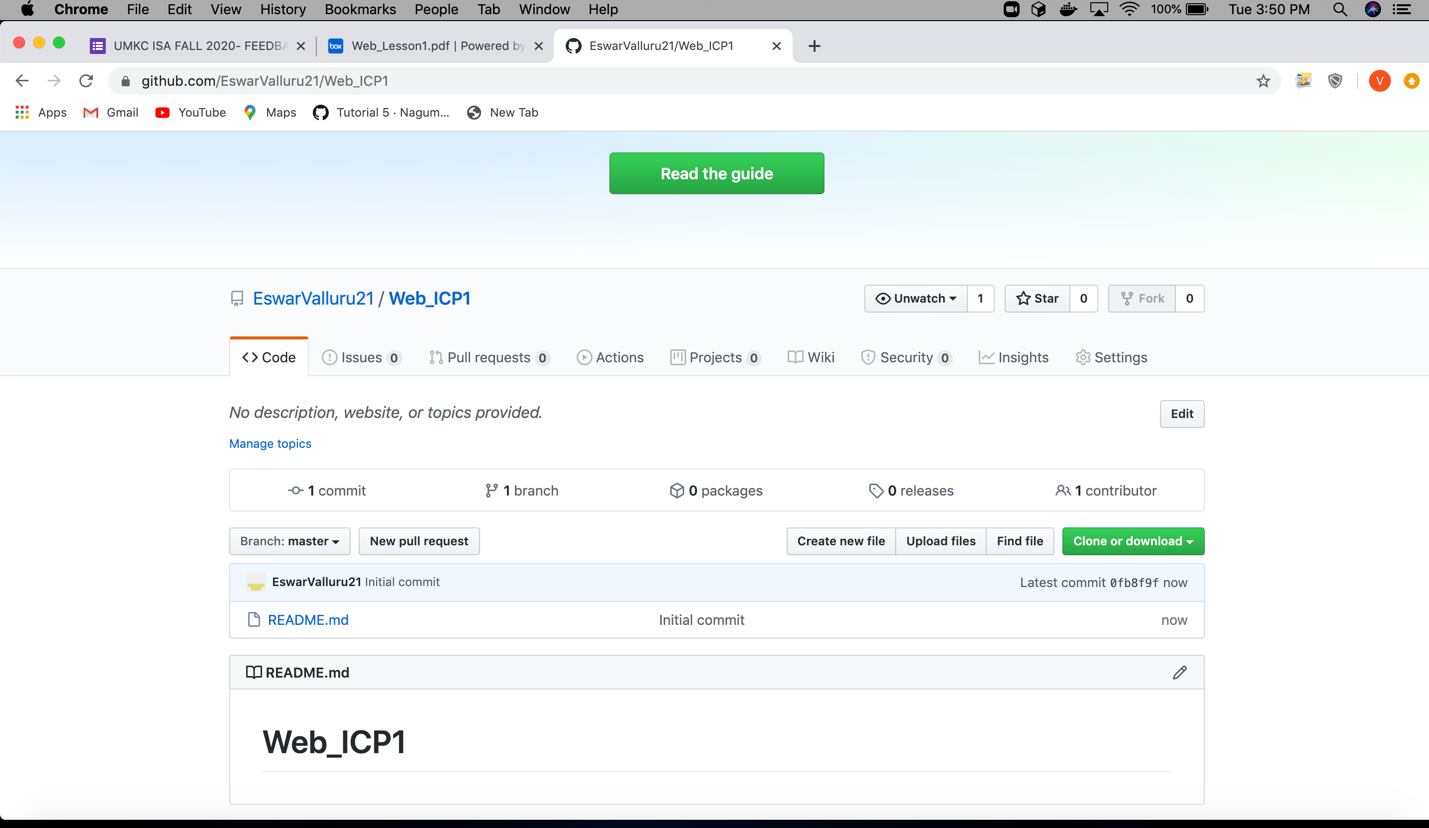 Chrome File Edit View History Bookmarks People Tab Window Help 100% Tue 3:50 PM
UMKC ISA FALL 2020- FEEDBA box Web_Lesson1.pdf | Powered by EswarValluru21/Web_ICP1
github.com/EswarValluru21/Web_ICP1 V
Apps Gmail YouTube Maps Tutorial 5 · Nagum... New Tab
Read the guide
EswarValluru21 / Web_ICP1 Unwatch 1 Star 0 Fork 0
Code Issues 0 Pull requests 0 Actions Projects 0 Wiki Security 0 Insights Settings
No description, website, or topics provided. Edit
Manage topics
1 commit 1 branch 0 packages 0 releases 1 contributor
Branch: master New pull request Create new file Upload files Find file Clone or download
EswarValluru21 Initial commit Latest commit 0fb8f9f now
README.md Initial commit now
README.md
Web_ICP1